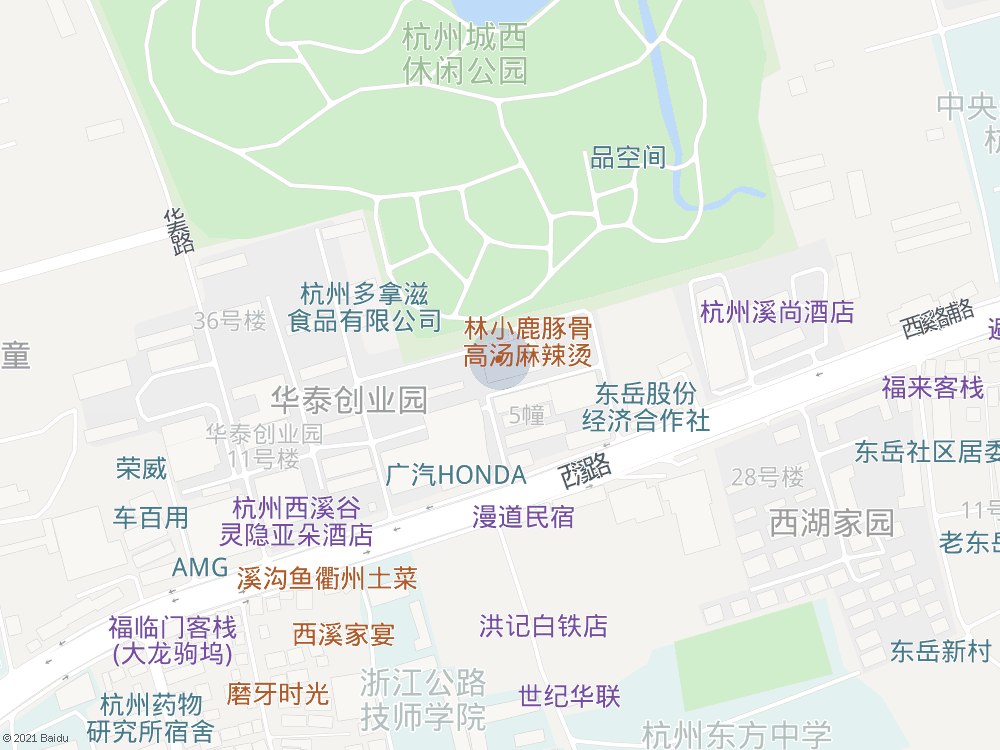 杭州城西
休闲公园
中央
杭
品空间
华泰路
杭州多拿滋
食品有限公司
36号楼
林小鹿豚骨
高汤麻辣烫
杭州溪尚酒店
西溪路辅路
童
华泰创业园
东岳股份
经济合作社
福来客栈
5幢
华泰创业园
11号楼
东岳社区居委
荣威
广汽HONDA
西溪路
28号楼
杭州西溪谷
灵隐亚朵酒店
车百用
漫道民宿
西湖家园
11号
老东岳
AMG
溪沟鱼衢州土菜
福临门客栈
(大龙驹坞)
西溪家宴
洪记白铁店
东岳新村
浙江公路
技师学院
磨牙时光
世纪华联
杭州药物
研究所宿舍
杭州东方中学
© 2021 Baidu